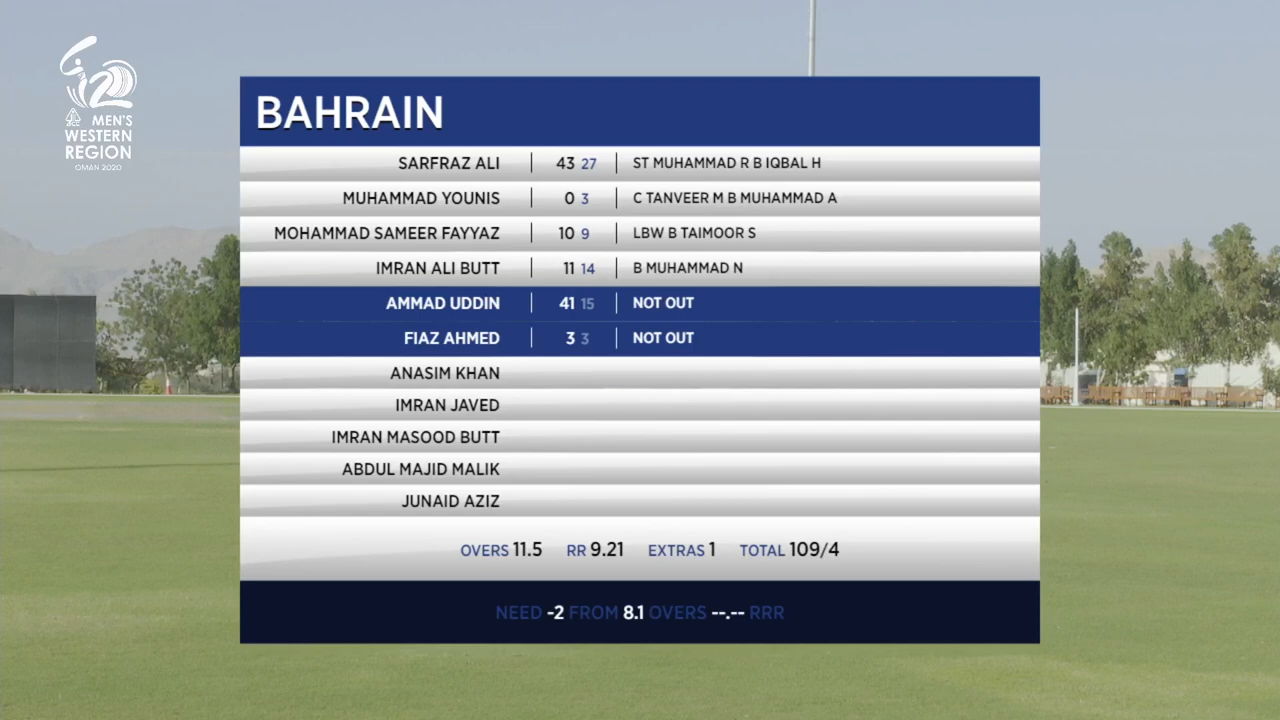 T20
MEN'S
WESTERN
REGION
OMAN 2020
BAHRAIN
SARFRAZ ALI 43 27 ST MUHAMMAD R B IQBAL H
MUHAMMAD YOUNIS 0 3 C TANVEER M B MUHAMMAD A
MOHAMMAD SAMEER FAYYAZ 10 9 LBW B TAIMOOR S
IMRAN ALI BUTT 11 14 B MUHAMMAD N
AMMAD UDDIN 41 15 NOT OUT
FIAZ AHMED 3 3 NOT OUT
ANASIM KHAN
IMRAN JAVED
IMRAN MASOOD BUTT
ABDUL MAJID MALIK
JUNAID AZIZ
OVERS 11.5 RR 9.21 EXTRAS 1 TOTAL 109/4
NEED -2 FROM 8.1 OVERS --.-- RRR